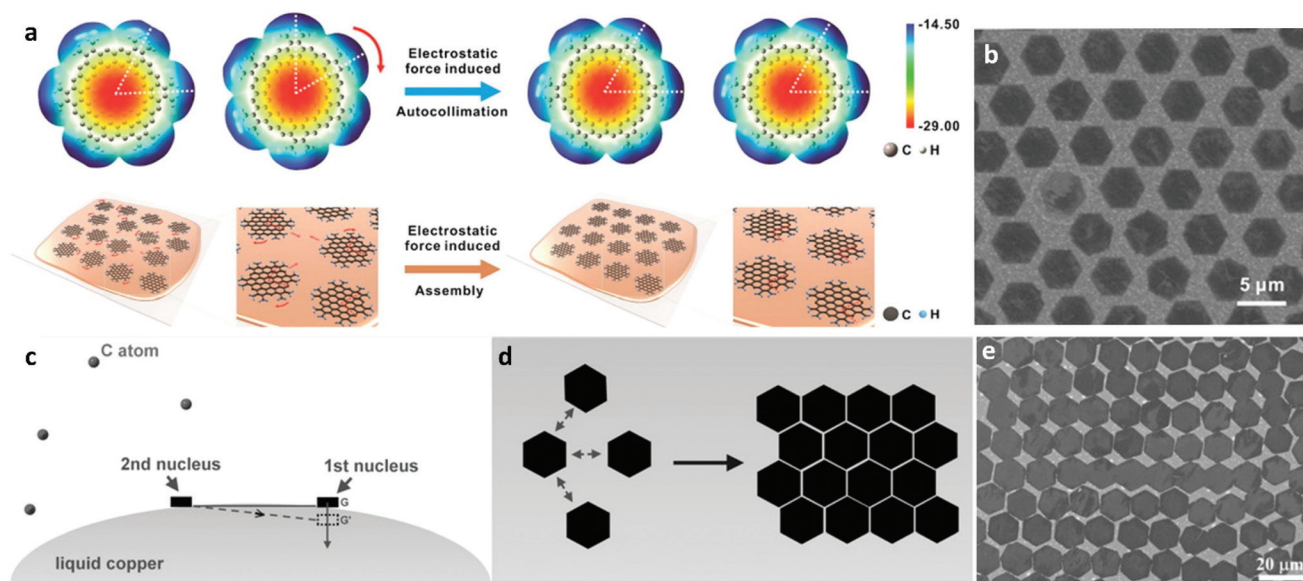 a
Electrostatic
force induced
Autocollimation
-14.50
-29.00
C H
Electrostatic
force induced
Assembly
C H
b
5 µm
c
C atom
2nd nucleus
1st nucleus
G
G'
liquid copper
d
e
20 µm